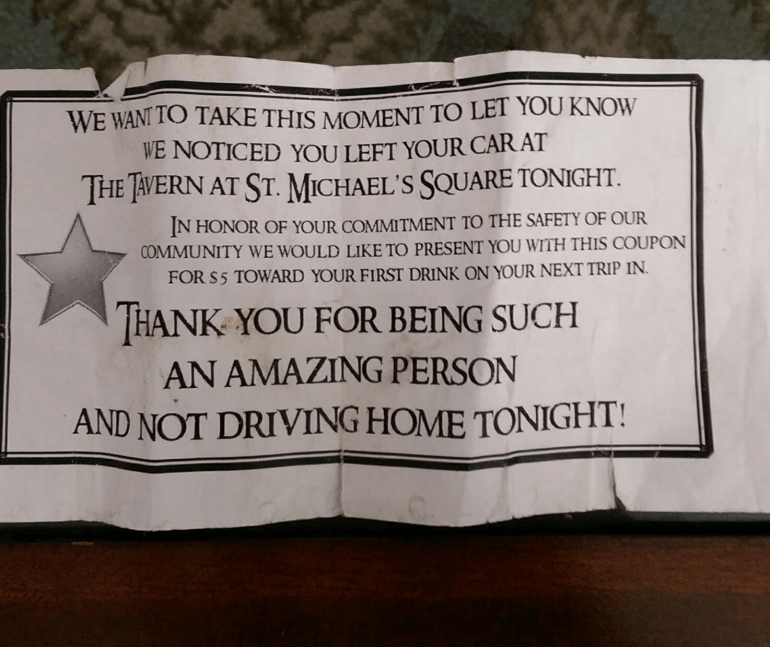 WE WANT TO TAKE THIS MOMENT TO LET YOU KNOW
WE NOTICED YOU LEFT YOUR CAR AT
THE TAVERN AT ST. MICHAEL'S SQUARE TONIGHT.
IN HONOR OF YOUR COMMITMENT TO THE SAFETY OF OUR
COMMUNITY WE WOULD LIKE TO PRESENT YOU WITH THIS COUPON
FOR $5 TOWARD YOUR FIRST DRINK ON YOUR NEXT TRIP IN.
THANK YOU FOR BEING SUCH
AN AMAZING PERSON
AND NOT DRIVING HOME TONIGHT!